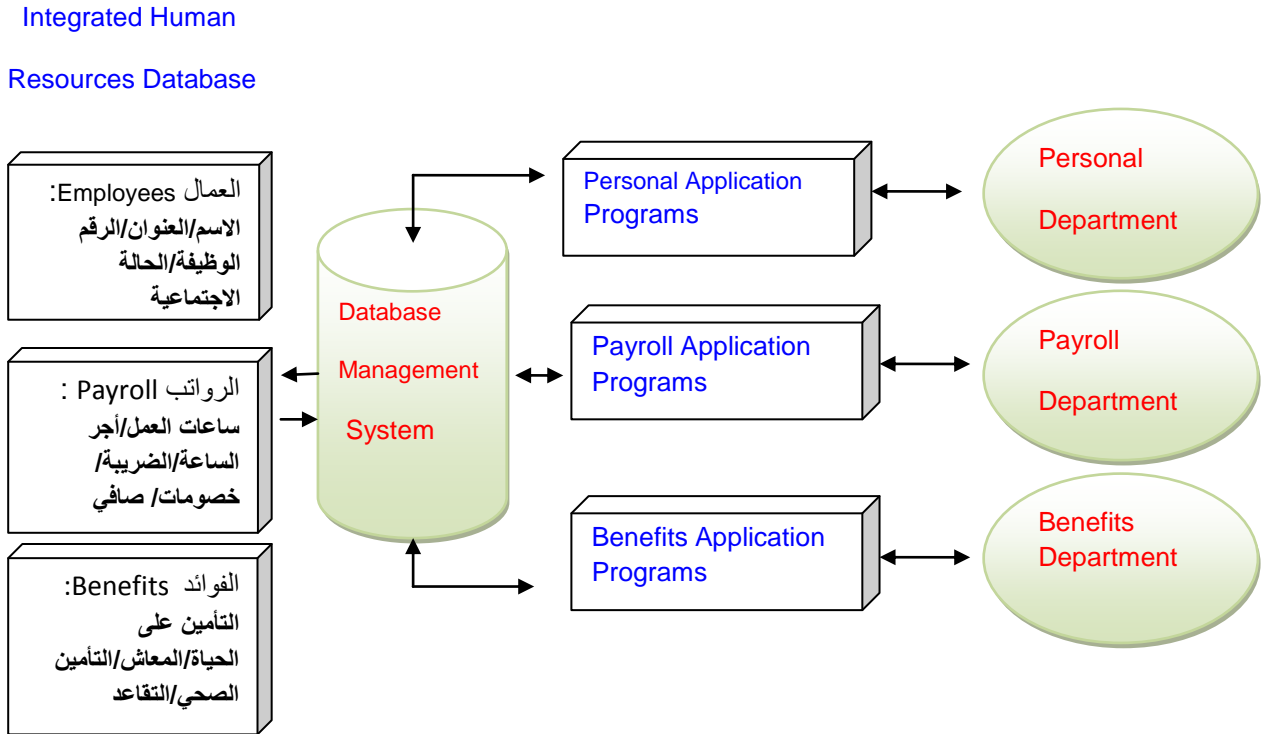 Integrated Human
Resources Database
العمال Employees:
الاسم/العنوان/الرقم
الوظيفة/الحالة
الاجتماعية
الرواتب Payroll :
ساعات العمل/أجر
الساعة/الضريبة/
خصومات/ صافي
الفوائد Benefits:
التأمين على
الحياة/المعاش/التأمين
الصحي/التقاعد
Database
Management
System
Personal Application
Programs
Payroll Application
Programs
Benefits Application
Programs
Personal
Department
Payroll
Department
Benefits
Department